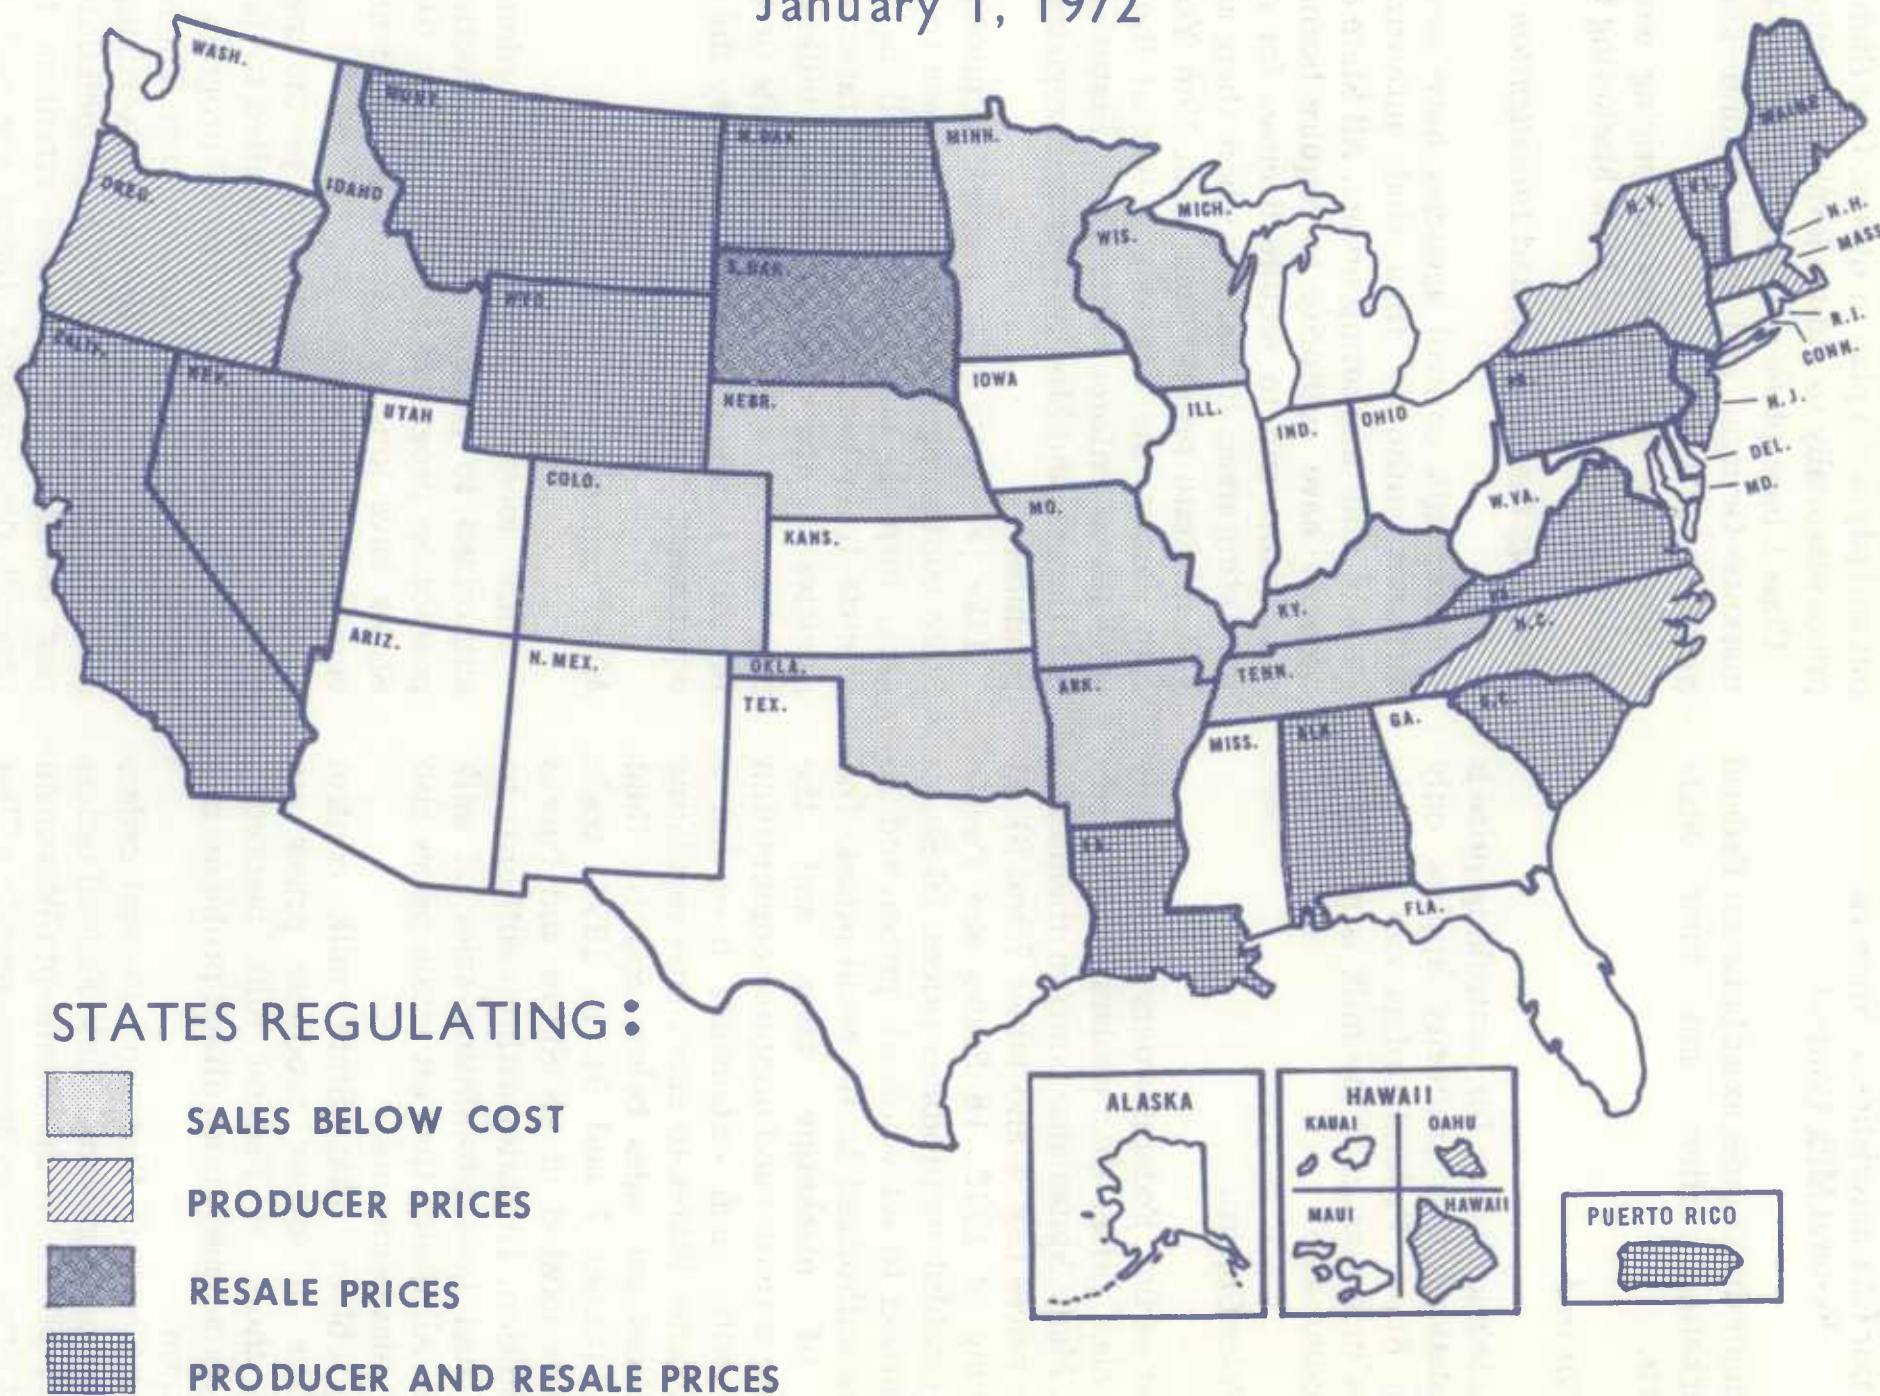 January 1, 1972
WASH.
MONT.
N.DAK.
MINN.
MAINE
OREG.
IDAHO
MICH.
VT.
N.Y.
N.H.
MASS
WIS.
S.DAK.
WYO.
R.I.
CONN.
CALIF.
NEV.
UTAH
NEBR.
IOWA
ILL.
IND.
OHIO
PA.
N.J.
DEL.
MD.
COLO.
KANS.
MO.
W.VA.
KY.
VA.
N.C.
ARIZ.
N.MEX.
OKLA.
ARK.
TENN.
TEX.
S.C.
MISS.
ALA.
GA.
LA.
FLA.
STATES REGULATING:
SALES BELOW COST
PRODUCER PRICES
RESALE PRICES
PRODUCER AND RESALE PRICES
ALASKA
HAWAII
KAUAI
OAHU
MAUI
HAWAII
PUERTO RICO